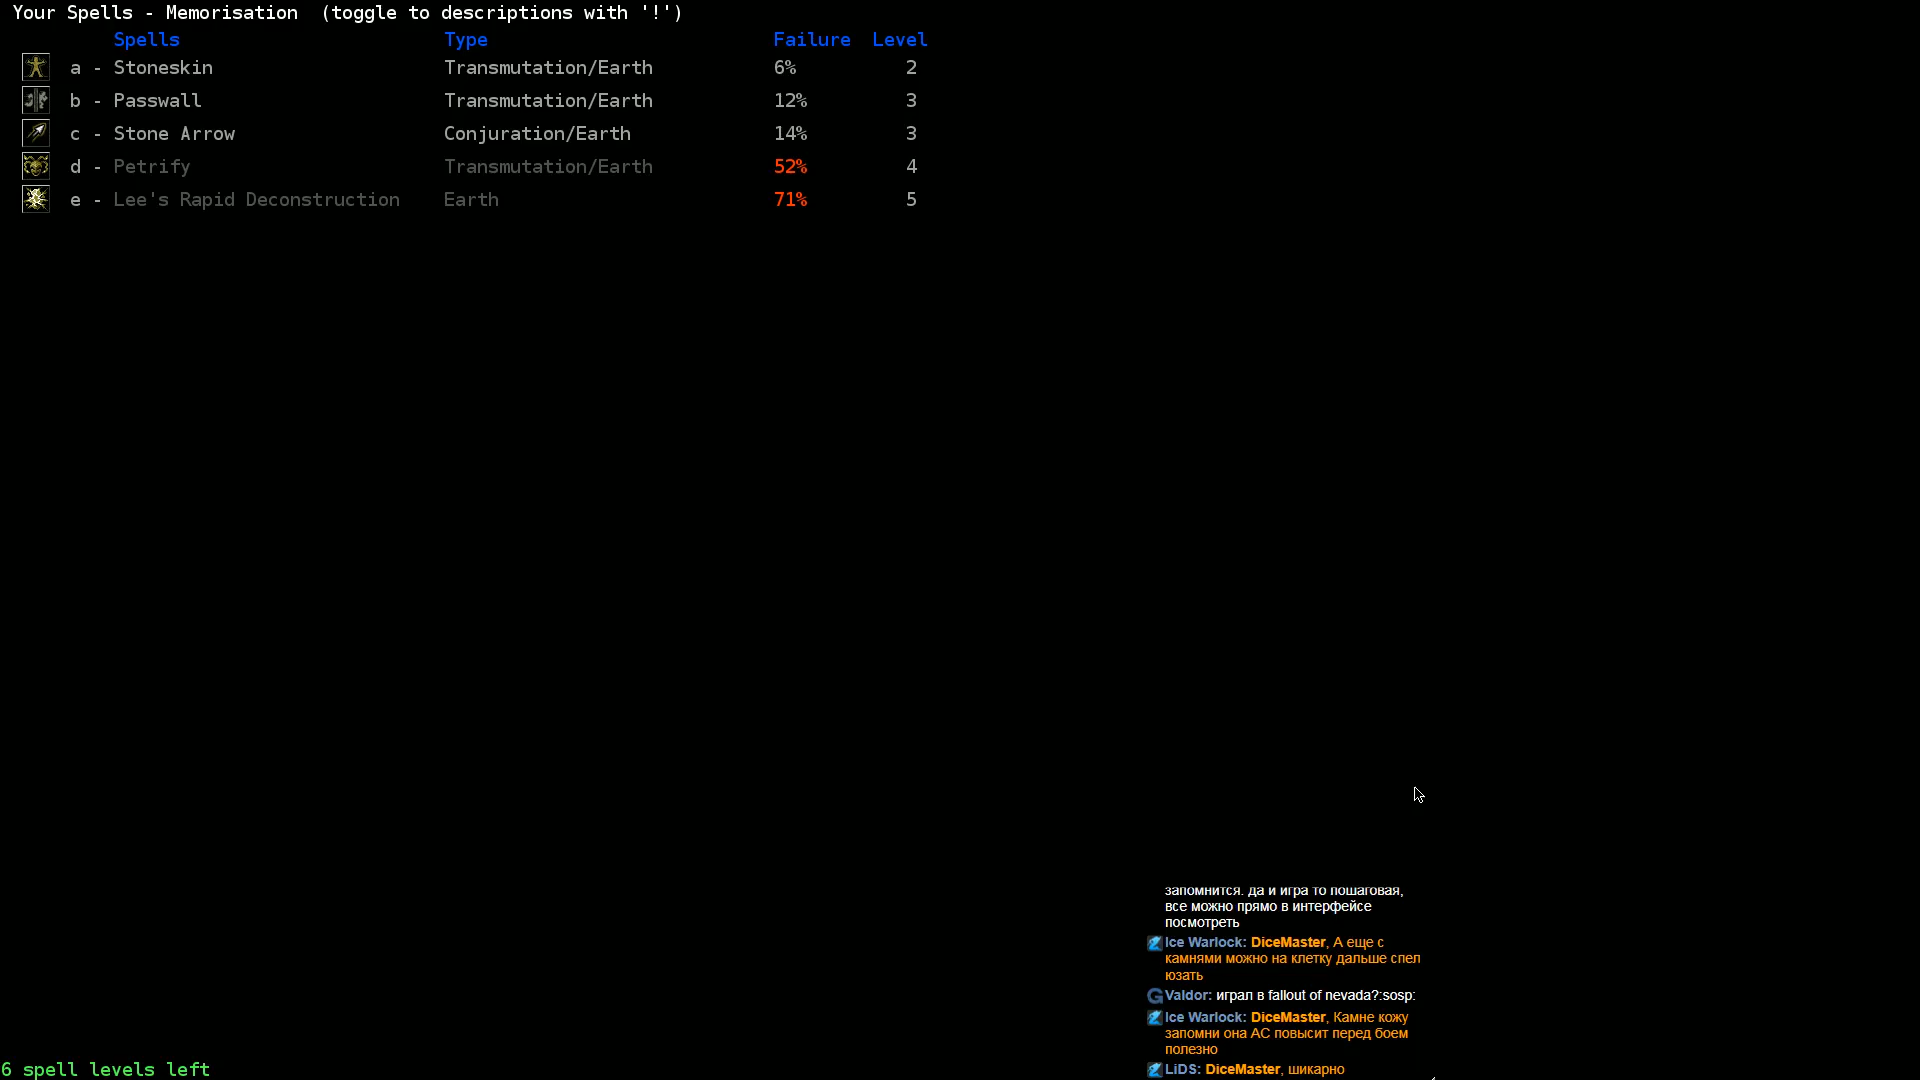 Your Spells - Memorisation  (toggle to descriptions with '!')
Spells Type Failure Level
a - Stoneskin Transmutation/Earth 6% 2
b - Passwall Transmutation/Earth 12% 3
c - Stone Arrow Conjuration/Earth 14% 3
d - Petrify Transmutation/Earth 52% 4
e - Lee's Rapid Deconstruction Earth 71% 5
запомнится. да и игра то пошаговая,
все можно прямо в интерфейсе
посмотреть
Ice Warlock: DiceMaster, А еще с
камнями можно на клетку дальше спел
юзать
Valdor: играл в fallout of nevada?:sosp:
Ice Warlock: DiceMaster, Камне кожу
запомни она АС повысит перед боем
полезно
LiDS: DiceMaster, шикарно
6 spell levels left